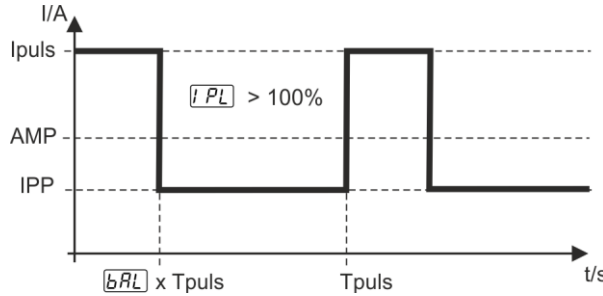 I/A
Ipuls
IPL > 100%
AMP
IPP
bAL x Tpuls
Tpuls
t/s